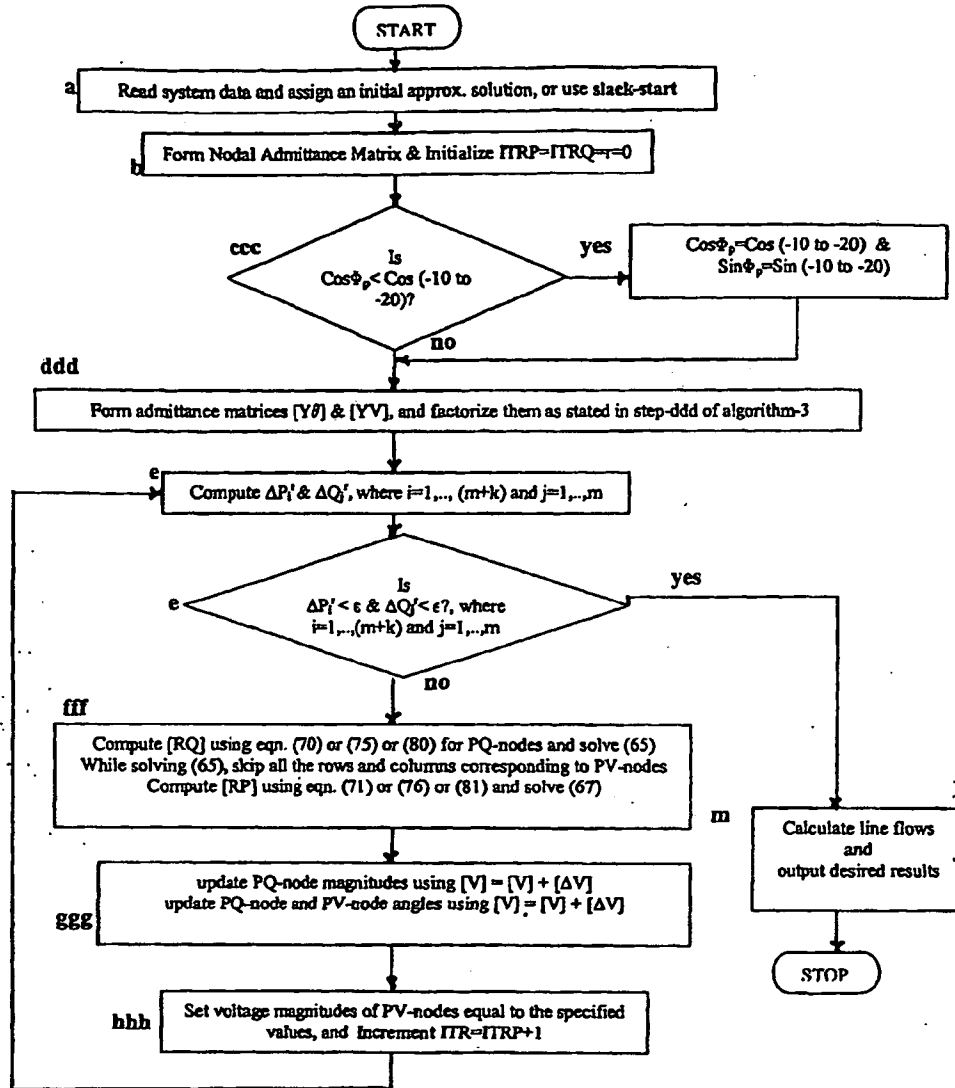 START
a
Read system data and assign an initial approx. solution, or use slack-start
b
Form Nodal Admittance Matrix & Initialize ITRP=ITRQ=r=0
ccc
Is
CosΦp< Cos (-10 to
-20)?
yes
CosΦp=Cos (-10 to -20) &
SinΦp=Sin (-10 to -20)
no
ddd
Form admittance matrices [Yθ] & [YV], and factorize them as stated in step-ddd of algorithm-3
e
Compute ΔPi' & ΔQj', where i=1,.., (m+k) and j=1,..,m
e
Is
ΔPi' < ε & ΔQj' < ε?, where
i=1,..,(m+k) and j=1,..,m
yes
no
fff
Compute [RQ] using eqn. (70) or (75) or (80) for PQ-nodes and solve (65)
While solving (65), skip all the rows and columns corresponding to PV-nodes
Compute [RP] using eqn. (71) or (76) or (81) and solve (67)
m
Calculate line flows
and
output desired results
ggg
update PQ-node magnitudes using [V] = [V] + [ΔV]
update PQ-node and PV-node angles using [V] = [V] + [ΔV]
STOP
hhh
Set voltage magnitudes of PV-nodes equal to the specified
values, and Increment ITR=ITRP+1